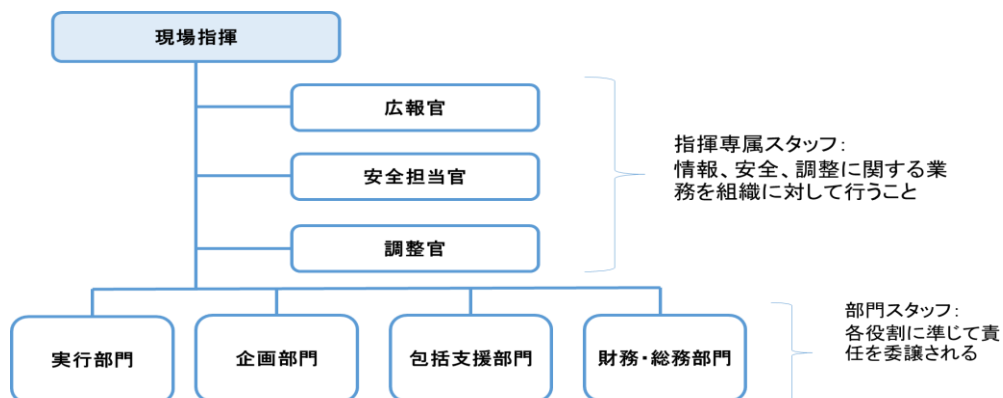 現場指揮
広報官
安全担当官
調整官
指揮専属スタッフ：
情報、安全、調整に関する業
務を組織に対して行うこと
実行部門
企画部門
包括支援部門
財務・総務部門
部門スタッフ：
各役割に準じて責
任を委譲される